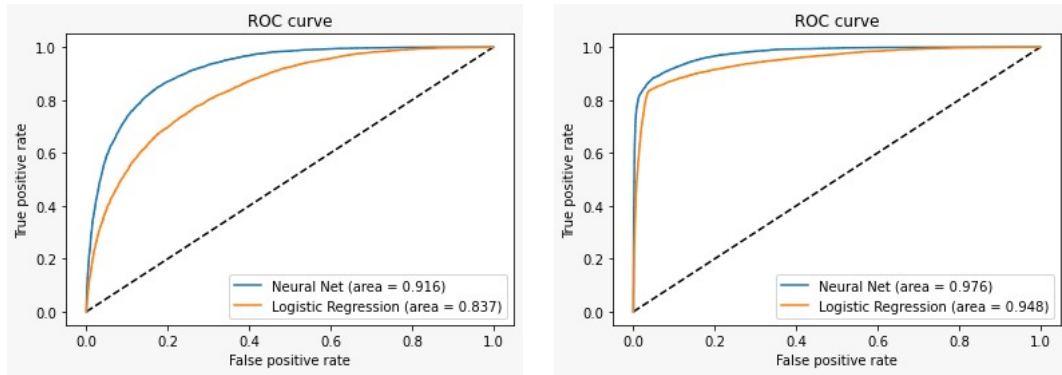 ROC curve
1.0
0.8
0.6
0.4
0.2
0.0
True positive rate
Neural Net (area = 0.916)
Logistic Regression (area = 0.837)
0.0 0.2 0.4 0.6 0.8 1.0
False positive rate
ROC curve
1.0
0.8
0.6
0.4
0.2
0.0
True positive rate
Neural Net (area = 0.976)
Logistic Regression (area = 0.948)
0.0 0.2 0.4 0.6 0.8 1.0
False positive rate